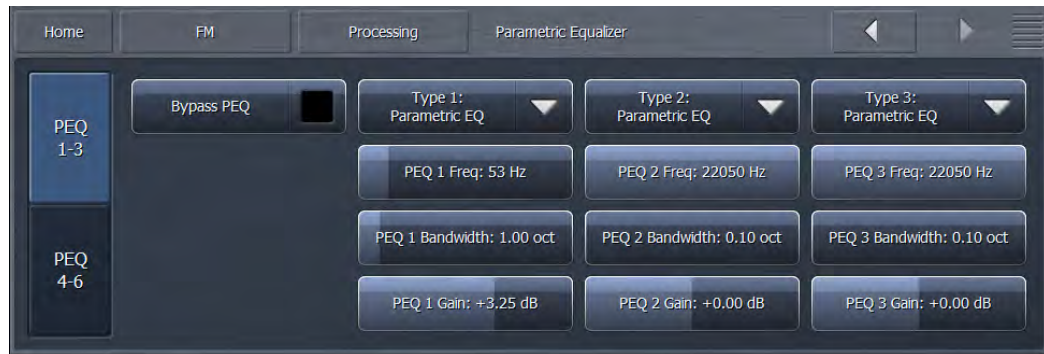 Home
FM
Processing
Parametric Equalizer
PEQ
1-3
PEQ
4-6
Bypass PEQ
Type 1:
Parametric EQ
Type 2:
Parametric EQ
Type 3:
Parametric EQ
PEQ 1 Freq: 53 Hz
PEQ 2 Freq: 22050 Hz
PEQ 3 Freq: 22050 Hz
PEQ 1 Bandwidth: 1.00 oct
PEQ 2 Bandwidth: 0.10 oct
PEQ 3 Bandwidth: 0.10 oct
PEQ 1 Gain: +3.25 dB
PEQ 2 Gain: +0.00 dB
PEQ 3 Gain: +0.00 dB